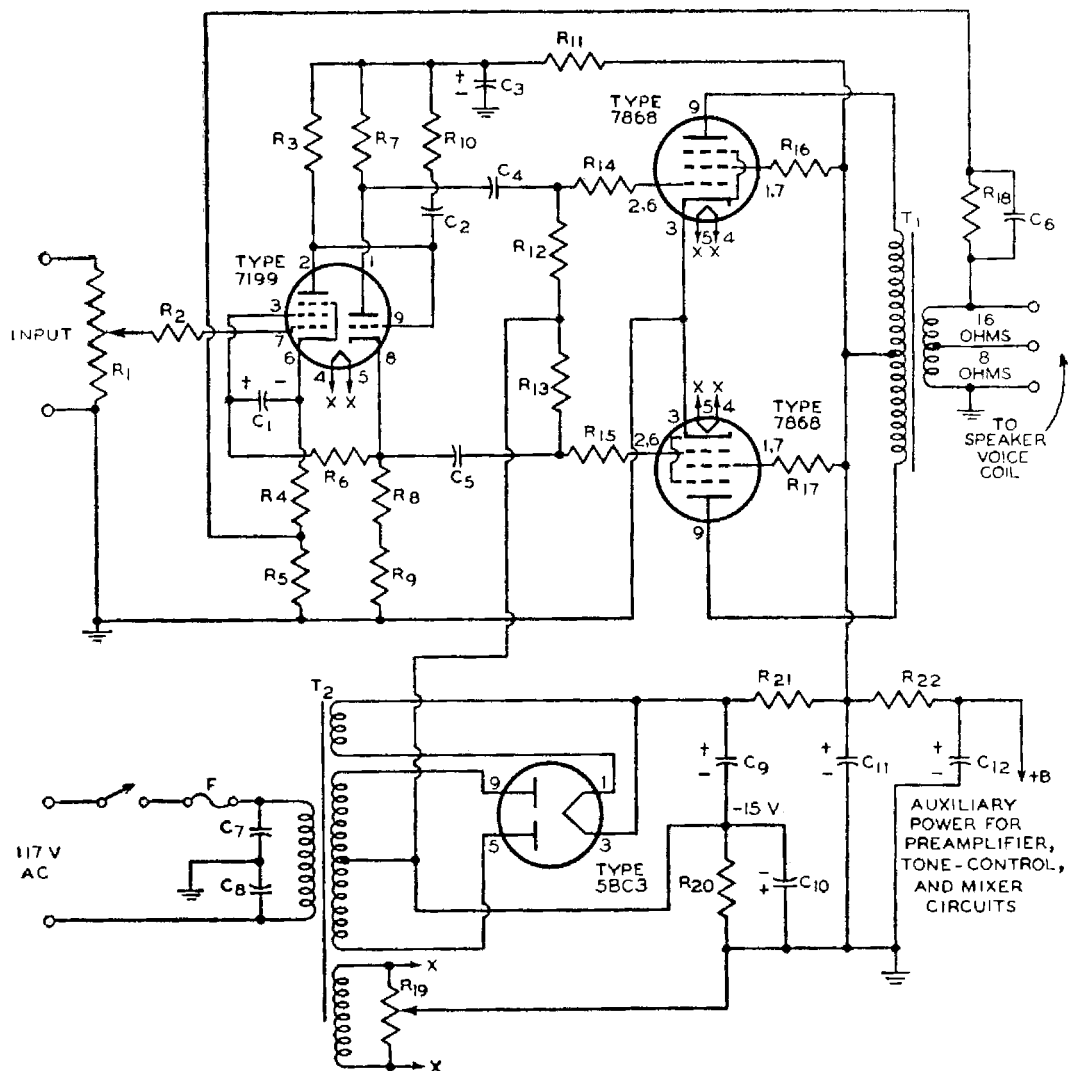 R11
C3
TYPE
7868
9
R3
R7
R10
R16
R14
C4
C2
2,6
1,7
3
5
4
X
X
R18
C6
T1
R12
TYPE
7199
2
1
3
7
9
6
8
4
5
X
X
INPUT
R2
R1
16
OHMS
8
OHMS
TO
SPEAKER
VOICE
COIL
R13
X
X
3
5
4
TYPE
7868
R15
2,6
1,7
R17
9
+
-
C1
R6
C5
R4
R8
R5
R9
T2
R21
R22
+
-
C9
+
-
C11
+
-
C12
+B
AUXILIARY
POWER FOR
PREAMPLIFIER,
TONE-CONTROL,
AND MIXER
CIRCUITS
9
1
5
3
TYPE
5BC3
-15 V
R20
-
+
C10
F
C7
C8
117 V
AC
X
R19
X
+
-